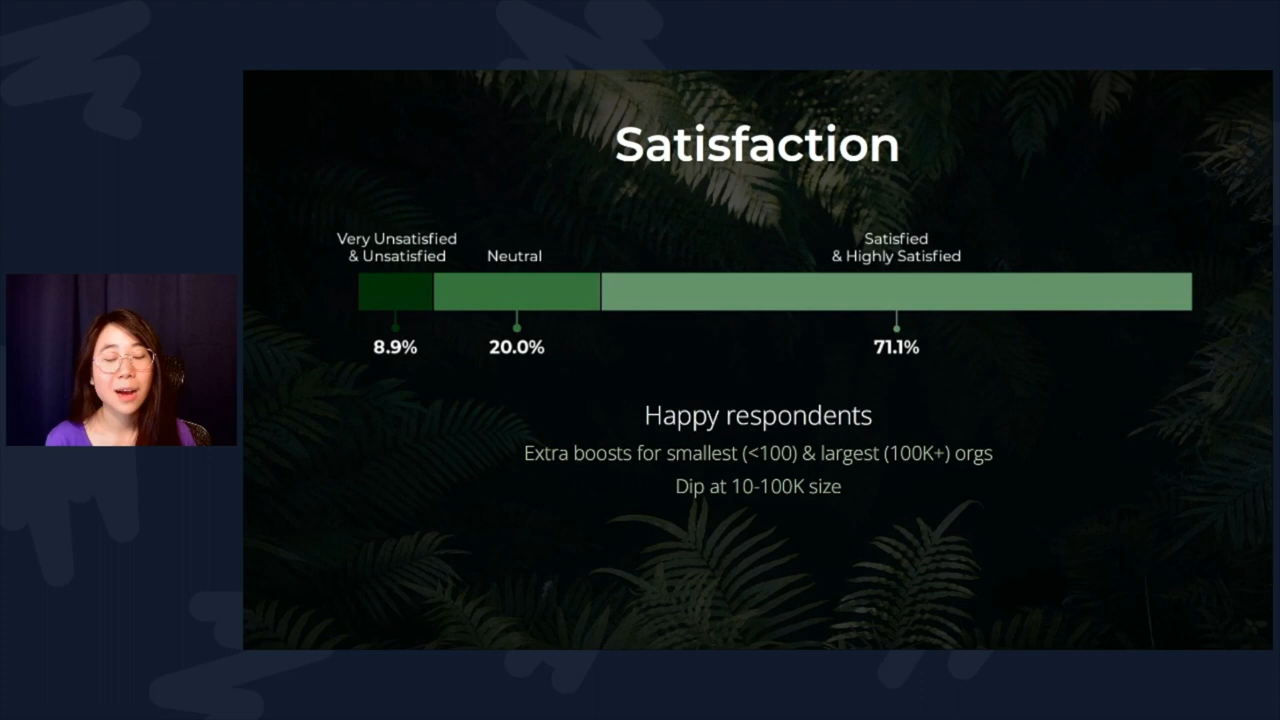 Satisfaction
Very Unsatisfied
& Unsatisfied
Neutral
Satisfied
& Highly Satisfied
8.9%
20.0%
71.1%
Happy respondents
Extra boosts for smallest (<100) & largest (100K+) orgs
Dip at 10-100K size